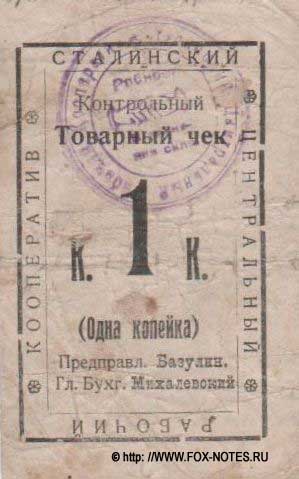 СТАЛИНСКИЙ
ЦЕНТРАЛЬНЫЙ
РАБОЧИЙ
КООПЕРАТИВ
Контрольный
Товарный чек
К. 1 К.
(Одна копейка)
Предправл. Базулин.
Гл. Бухг. Михалевский
© http: //WWW.FOX-NOTES.RU